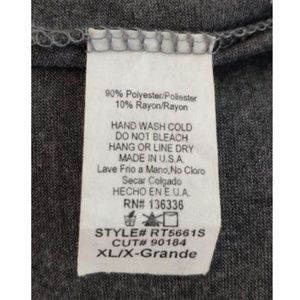 90% Polyester/Poliester
10% Rayon/Rayon
HAND WASH COLD
DO NOT BLEACH
HANG OR LINE DRY
MADE IN U.S.A.
Lave Frio a Mano,No Cloro
Secar Colgado
HECHO EN E.U.A.
RN# 136336
STYLE# RT5661S
CUT# 90184
XL/X-Grande